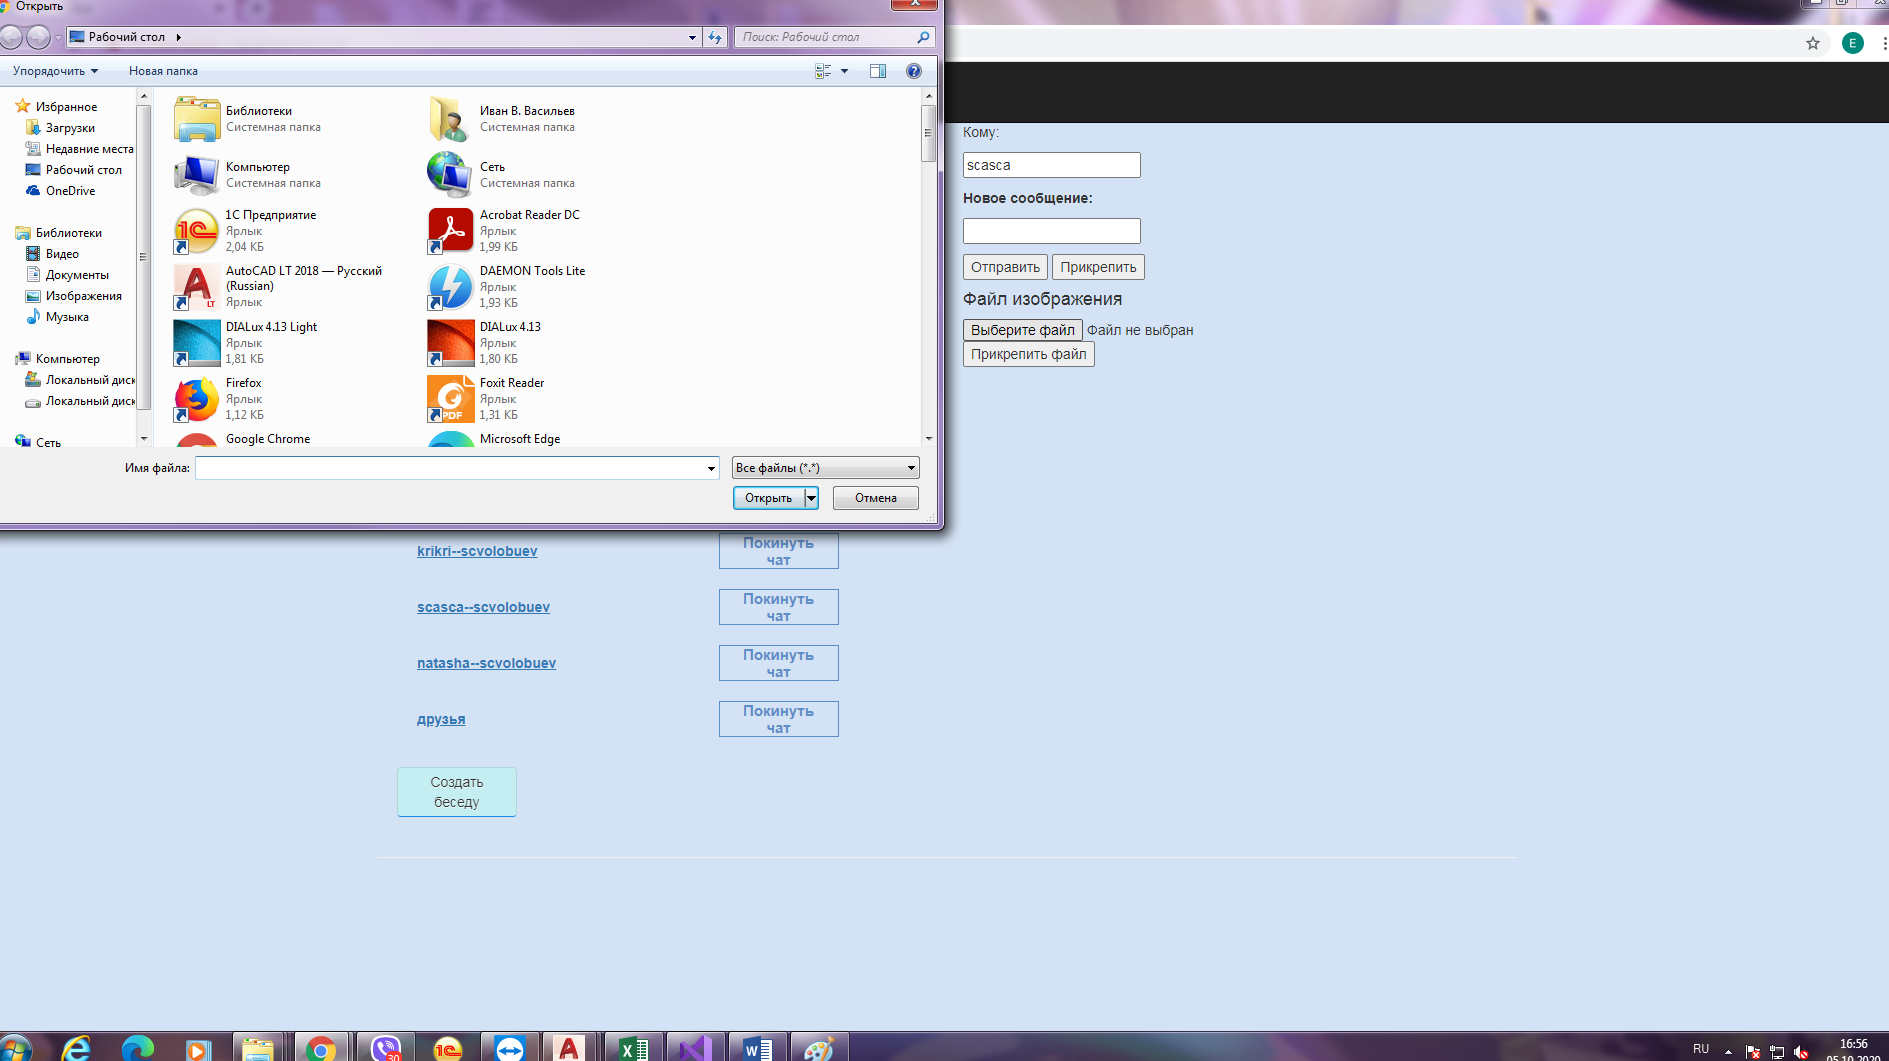 Открыть
Рабочий стол
Поиск: Рабочий стол
E
Упорядочить
Новая папка
Избранное
Загрузки
Недавние места
Рабочий стол
OneDrive
Библиотеки
Видео
Документы
Изображения
Музыка
Компьютер
Локальный диск
Локальный диск
Сеть
Библиотеки
Системная папка
Иван В. Васильев
Системная папка
Компьютер
Системная папка
Сеть
Системная папка
1С Предприятие
Ярлык
2,04 КБ
Acrobat Reader DC
Ярлык
1,99 КБ
AutoCAD LT 2018 — Русский
(Russian)
Ярлык
DAEMON Tools Lite
Ярлык
1,93 КБ
DIALux 4.13 Light
Ярлык
1,81 КБ
DIALux 4.13
Ярлык
1,80 КБ
Firefox
Ярлык
1,12 КБ
Foxit Reader
Ярлык
1,31 КБ
Google Chrome
Microsoft Edge
Имя файла:
Все файлы (*.*)
Открыть
Отмена
Кому:
scasca
Новое сообщение:
Отправить Прикрепить
Файл изображения
Выберите файл Файл не выбран
Прикрепить файл
krikri--scvolobuev
Покинуть
чат
scasca--scvolobuev
Покинуть
чат
natasha--scvolobuev
Покинуть
чат
друзья
Покинуть
чат
Создать
беседу
30
RU
16:56
05.10.2020